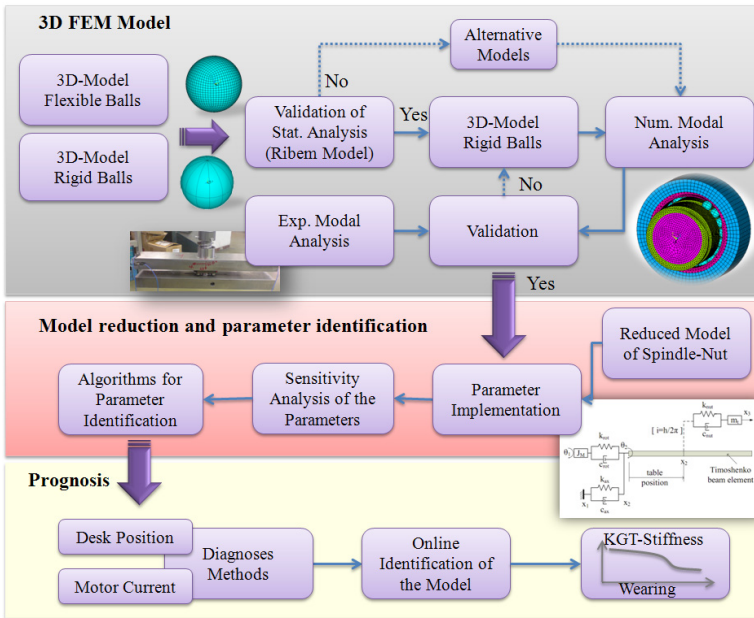 3D FEM Model
Alternative
Models
3D-Model
Flexible Balls
No
Validation of
Stat. Analysis
(Ribem Model)
Yes
3D-Model
Rigid Balls
Num. Modal
Analysis
3D-Model
Rigid Balls
No
Exp. Modal
Analysis
Validation
Yes
Model reduction and parameter identification
Reduced Model
of Spindle-Nut
Algorithms for
Parameter
Identification
Sensitivity
Analysis of the
Parameters
Parameter
Implementation
[ i=h/2π ]
table
position
Timoshenko
beam element
Prognosis
Desk Position
Diagnoses
Methods
Motor Current
Online
Identification of
the Model
KGT-Stiffness
Wearing